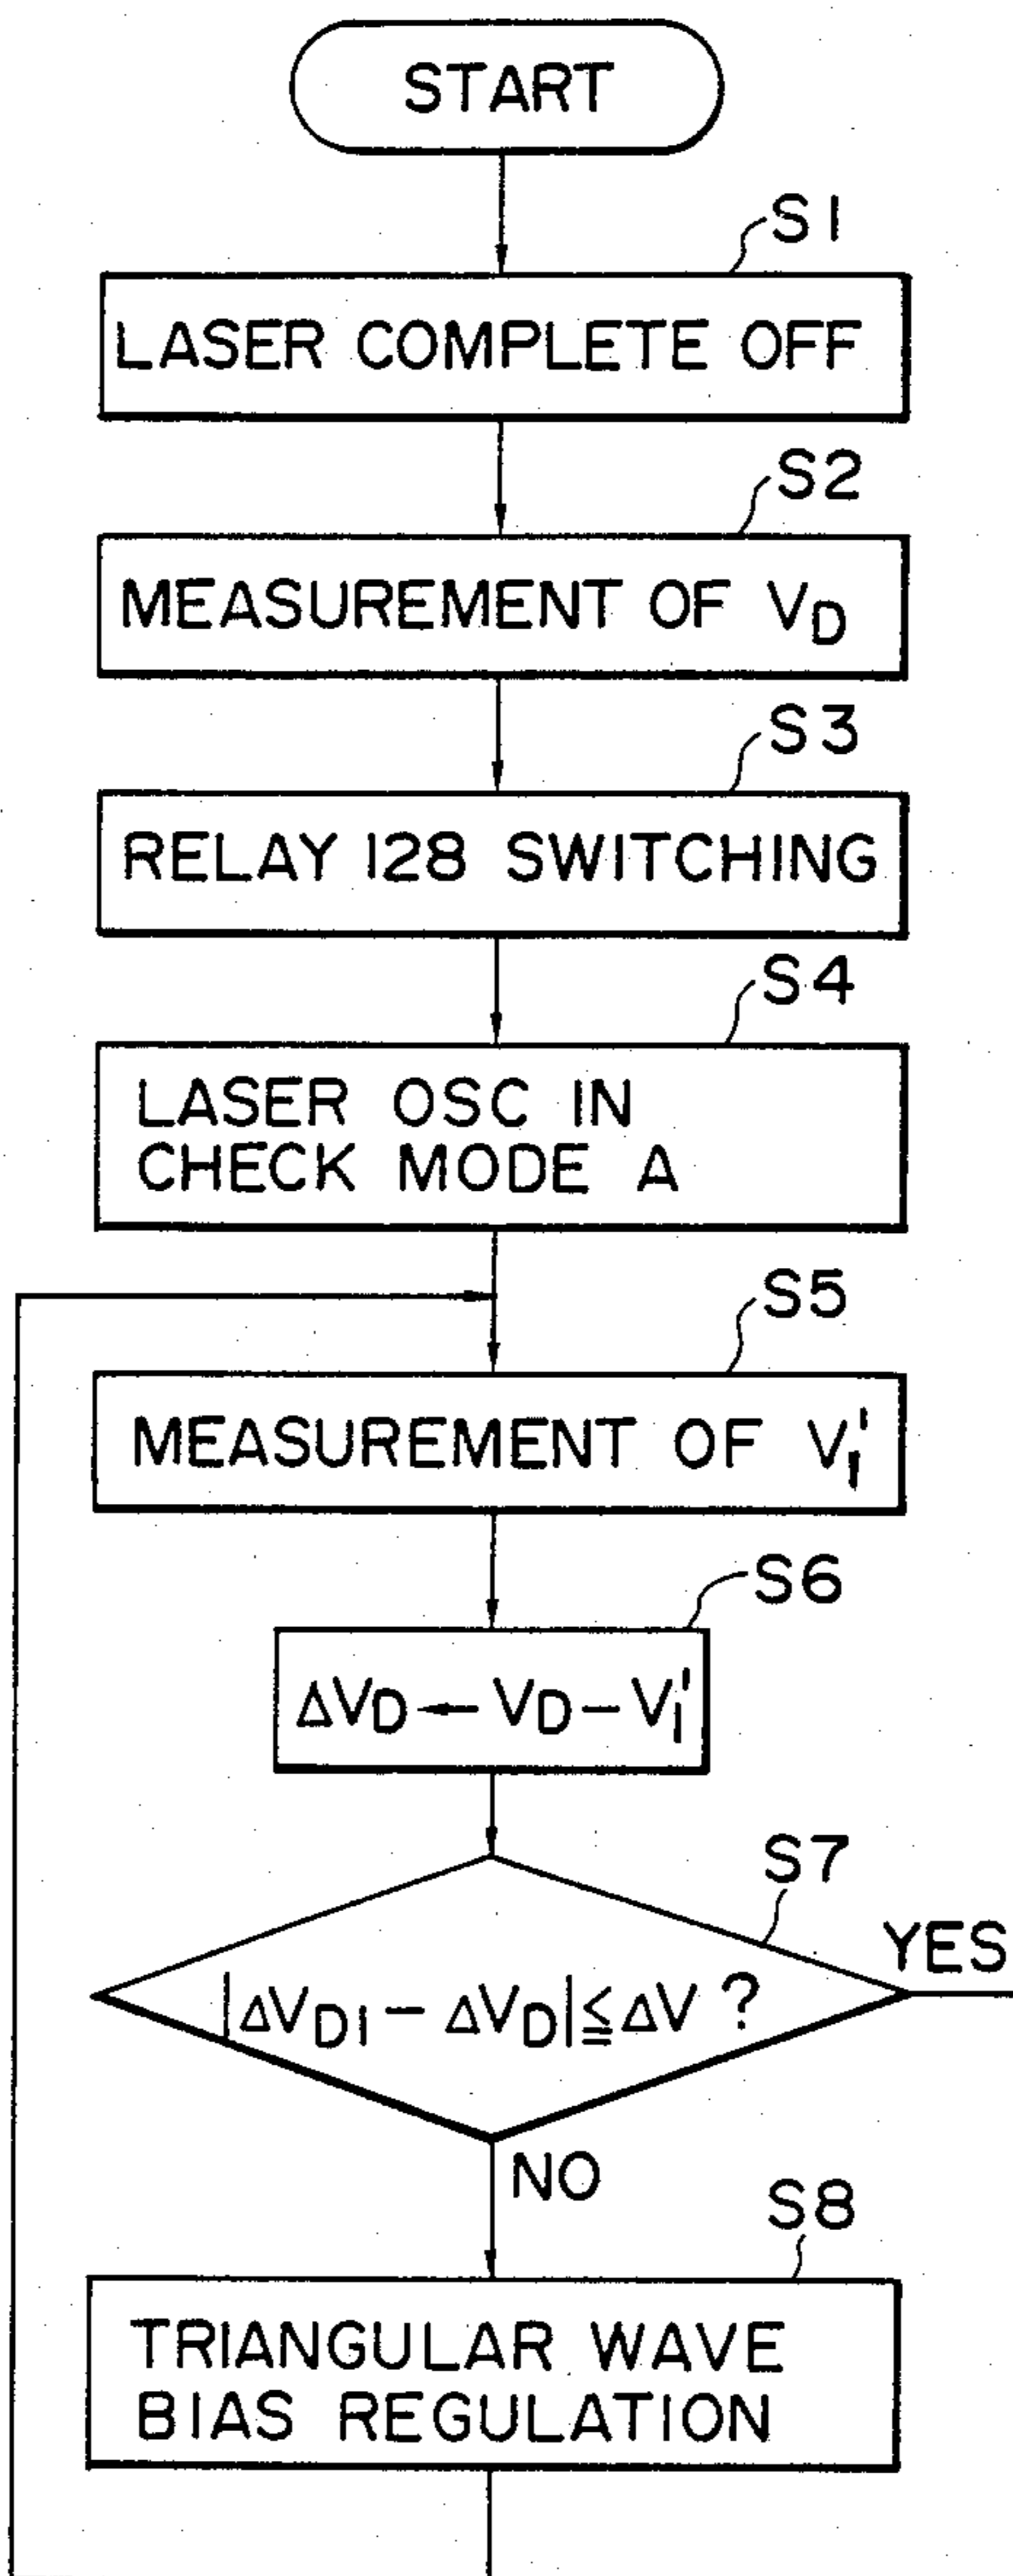 START
S1
LASER COMPLETE OFF
S2
MEASUREMENT OF VD
S3
RELAY 128 SWITCHING
S4
LASER OSC IN
CHECK MODE A
S5
MEASUREMENT OF V1'
S6
ΔVD ← VD − V1'
S7
YES
|ΔVD1 − ΔVD| ≦ ΔV ?
NO
S8
TRIANGULAR WAVE
BIAS REGULATION